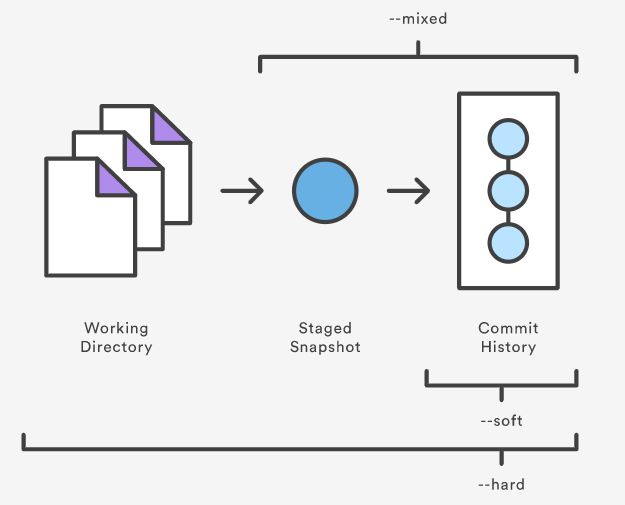 --mixed
Working
Directory
Staged
Snapshot
Commit
History
--soft
--hard